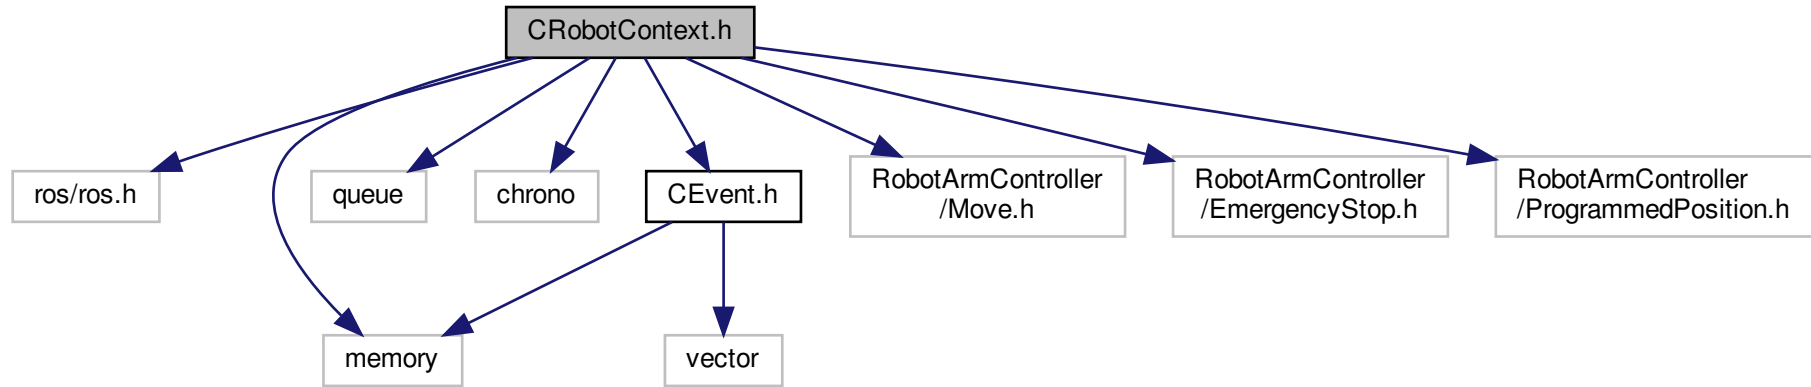 CRobotContext.h
ros/ros.h
queue
chrono
CEvent.h
RobotArmController
/Move.h
RobotArmController
/EmergencyStop.h
RobotArmController
/ProgrammedPosition.h
memory
vector